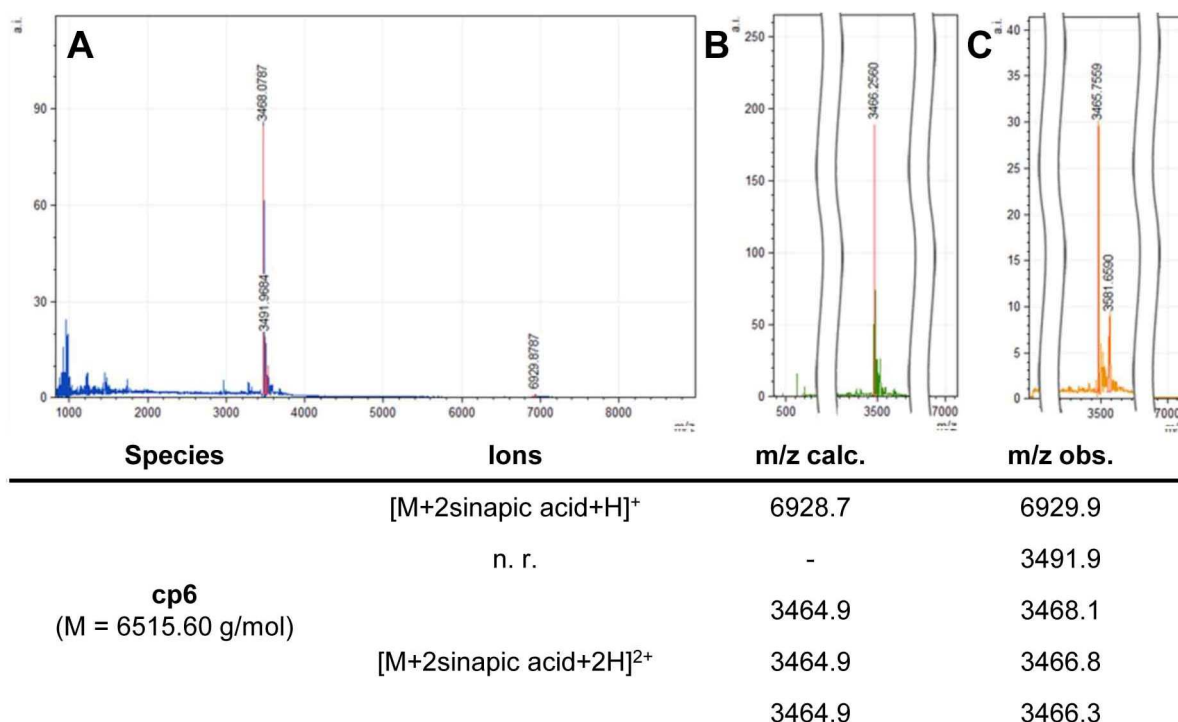 A
B
C
a.i.
90
60
30
0
3468.0787
3491.9684
6929.8787
1000 2000 3000 4000 5000 6000 7000 8000
a.i.
250
200
150
100
50
0
3466.2560
500 3500 7000
a.i.
40
35
30
25
20
15
10
5
0
3465.7559
3581.6590
3500 7000
Species Ions m/z calc. m/z obs.
[M+2sinapic acid+H]⁺ 6928.7 6929.9
n. r. - 3491.9
cp6
(M = 6515.60 g/mol)
3464.9 3468.1
[M+2sinapic acid+2H]²⁺ 3464.9 3466.8
3464.9 3466.3